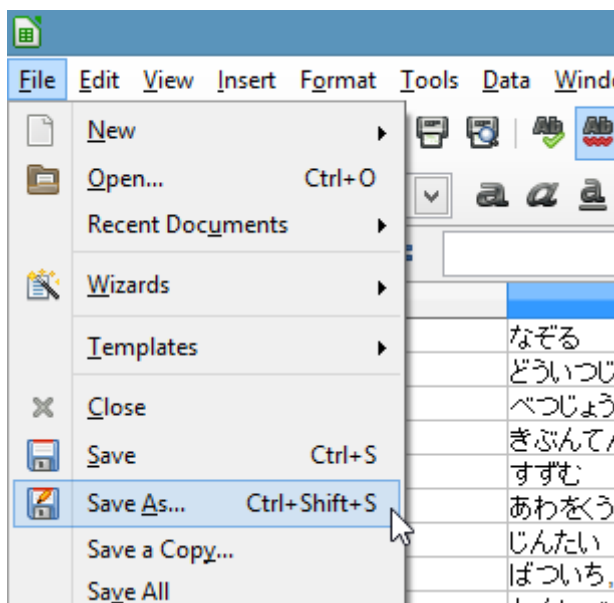 File Edit View Insert Format Tools Data
New
Open... Ctrl+O
Recent Documents
Wizards
Templates
Close
Save Ctrl+S
Save As... Ctrl+Shift+S
Save a Copy...
Save All
なぞる
どういつじ
べつじょう
きぶんて
すずむ
あわをくう
じんたい
ばついち,